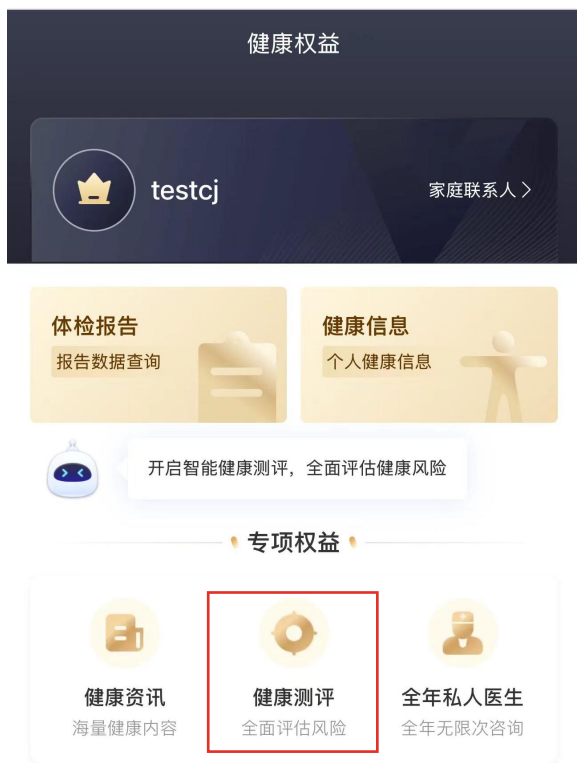 健康权益
testcj
家庭联系人
体检报告
报告数据查询
健康信息
个人健康信息
开启智能健康测评，全面评估健康风险
专项权益
健康资讯
海量健康内容
健康测评
全面评估风险
全年私人医生
全年无限次咨询